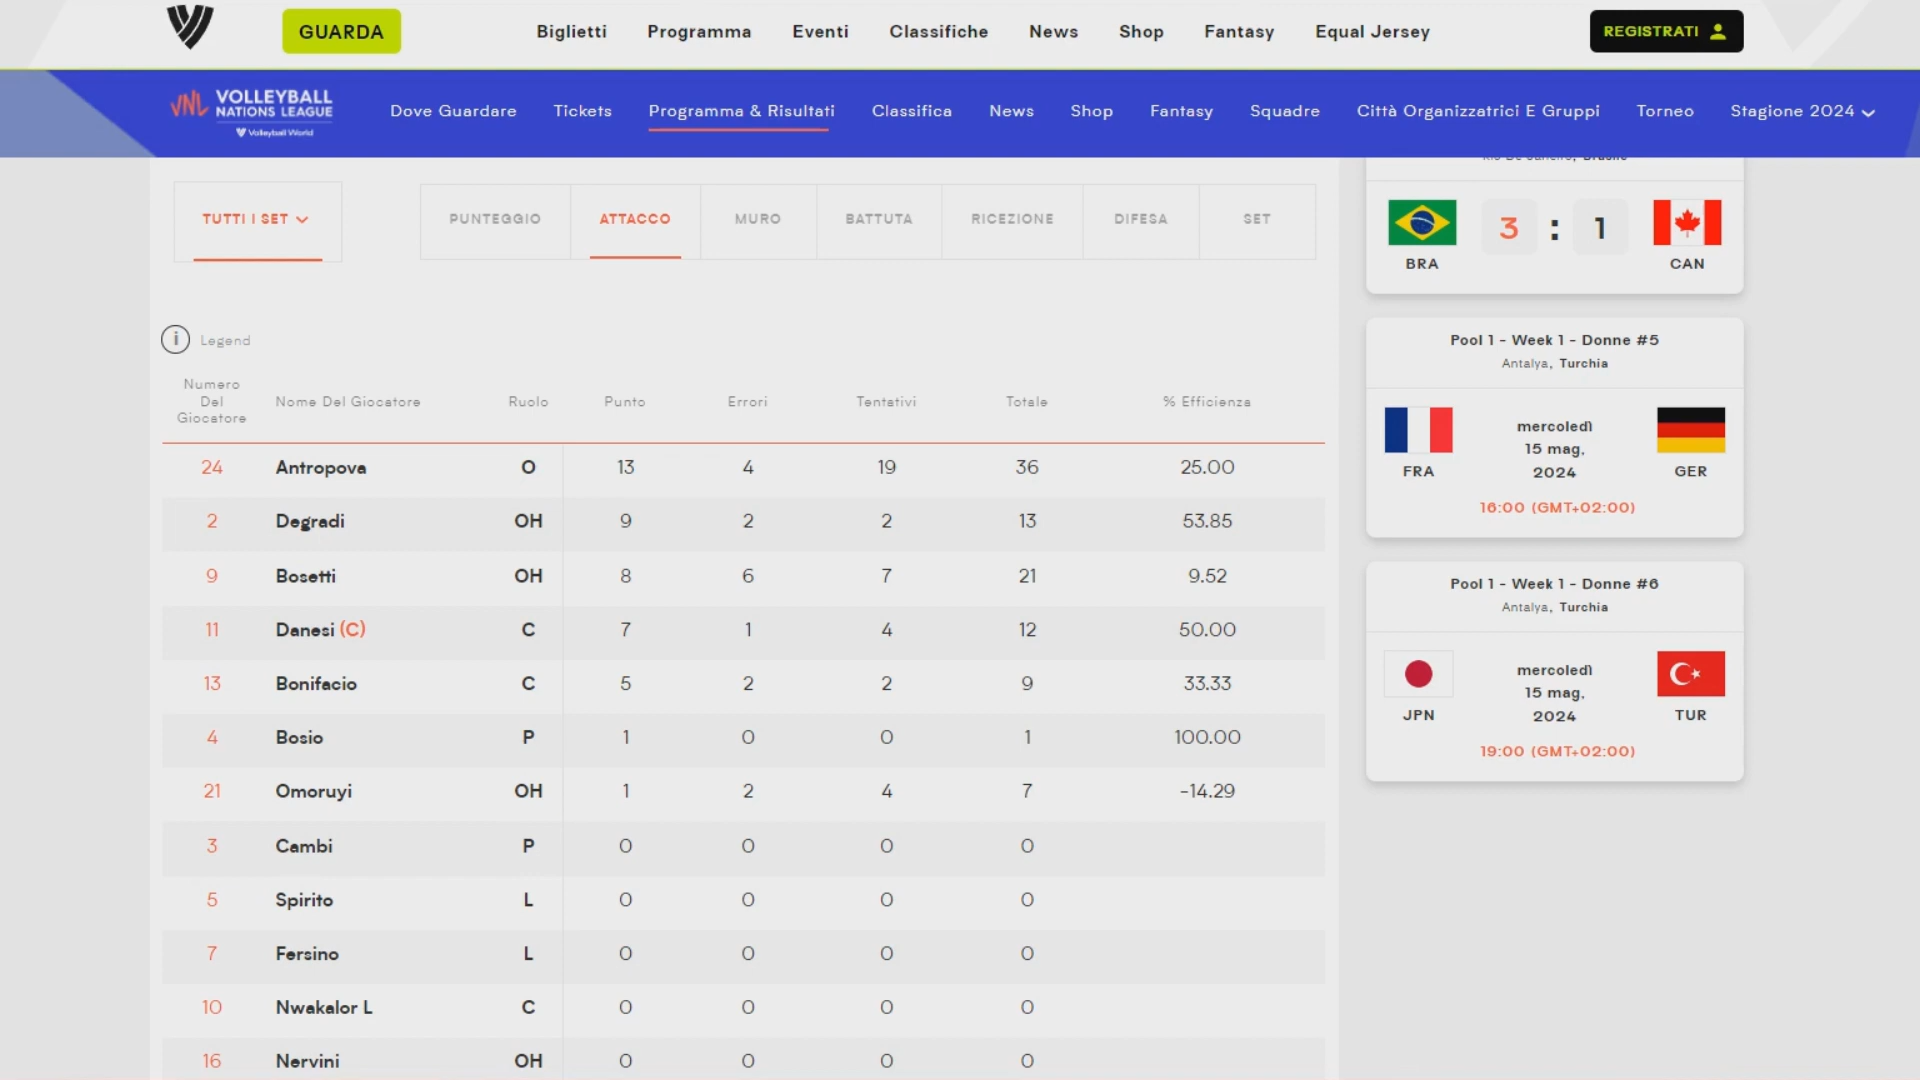 GUARDA
Biglietti Programma Eventi Classifiche News Shop Fantasy Equal Jersey
REGISTRATI
VNL VOLLEYBALL NATIONS LEAGUE
Volleyball World
Dove Guardare Tickets Programma & Risultati Classifica News Shop Fantasy Squadre Città Organizzatrici E Gruppi Torneo Stagione 2024
TUTTI I SET
PUNTEGGIO ATTACCO MURO BATTUTA RICEZIONE DIFESA SET
i Legend
Numero Del Giocatore Nome Del Giocatore Ruolo Punto Errori Tentativi Totale % Efficienza
24 Antropova O 13 4 19 36 25.00
2 Degradi OH 9 2 2 13 53.85
9 Bosetti OH 8 6 7 21 9.52
11 Danesi (C) C 7 1 4 12 50.00
13 Bonifacio C 5 2 2 9 33.33
4 Bosio P 1 0 0 1 100.00
21 Omoruyi OH 1 2 4 7 -14.29
3 Cambi P 0 0 0 0
5 Spirito L 0 0 0 0
7 Fersino L 0 0 0 0
10 Nwakalor L C 0 0 0 0
16 Nervini OH 0 0 0 0
Rio De Janeiro, Brasile
3 : 1
BRA CAN
Pool 1 - Week 1 - Donne #5
Antalya, Turchia
mercoledì
15 mag,
2024
FRA GER
16:00 (GMT+02:00)
Pool 1 - Week 1 - Donne #6
Antalya, Turchia
mercoledì
15 mag,
2024
JPN TUR
19:00 (GMT+02:00)